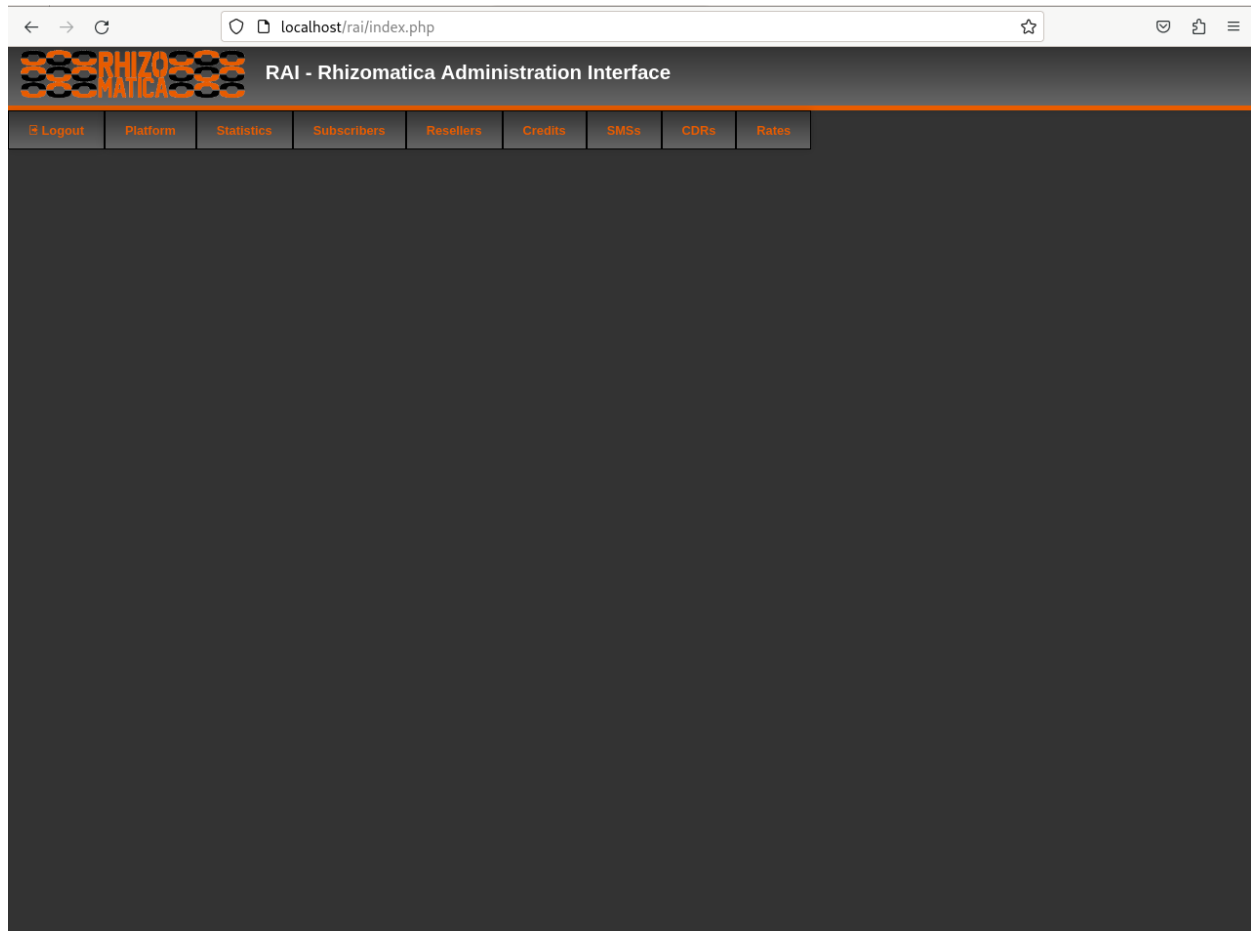 localhost/rai/index.php
RHIZO
MATICA
RAI - Rhizomatica Administration Interface
Logout Platform Statistics Subscribers Resellers Credits SMSs CDRs Rates